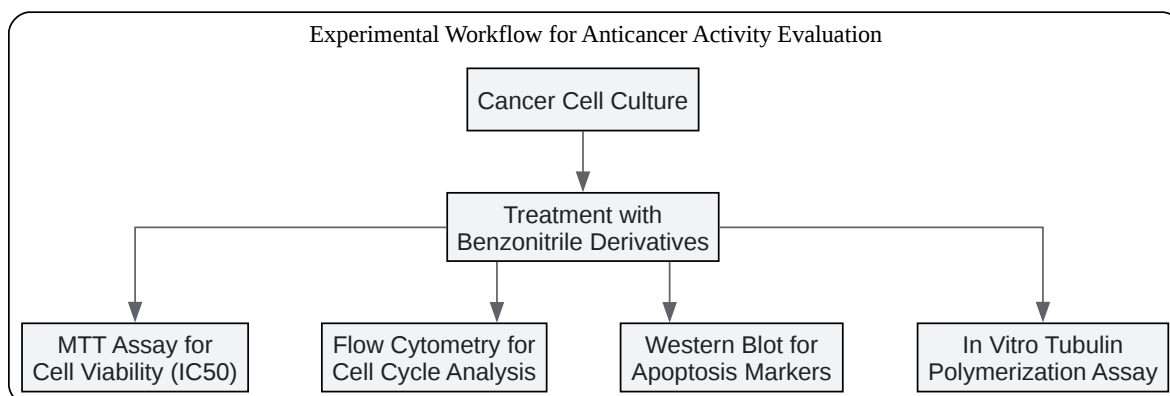 Experimental Workflow for Anticancer Activity Evaluation
Cancer Cell Culture
Treatment with
Benzonitrile Derivatives
MTT Assay for
Cell Viability (IC50)
Flow Cytometry for
Cell Cycle Analysis
Western Blot for
Apoptosis Markers
In Vitro Tubulin
Polymerization Assay